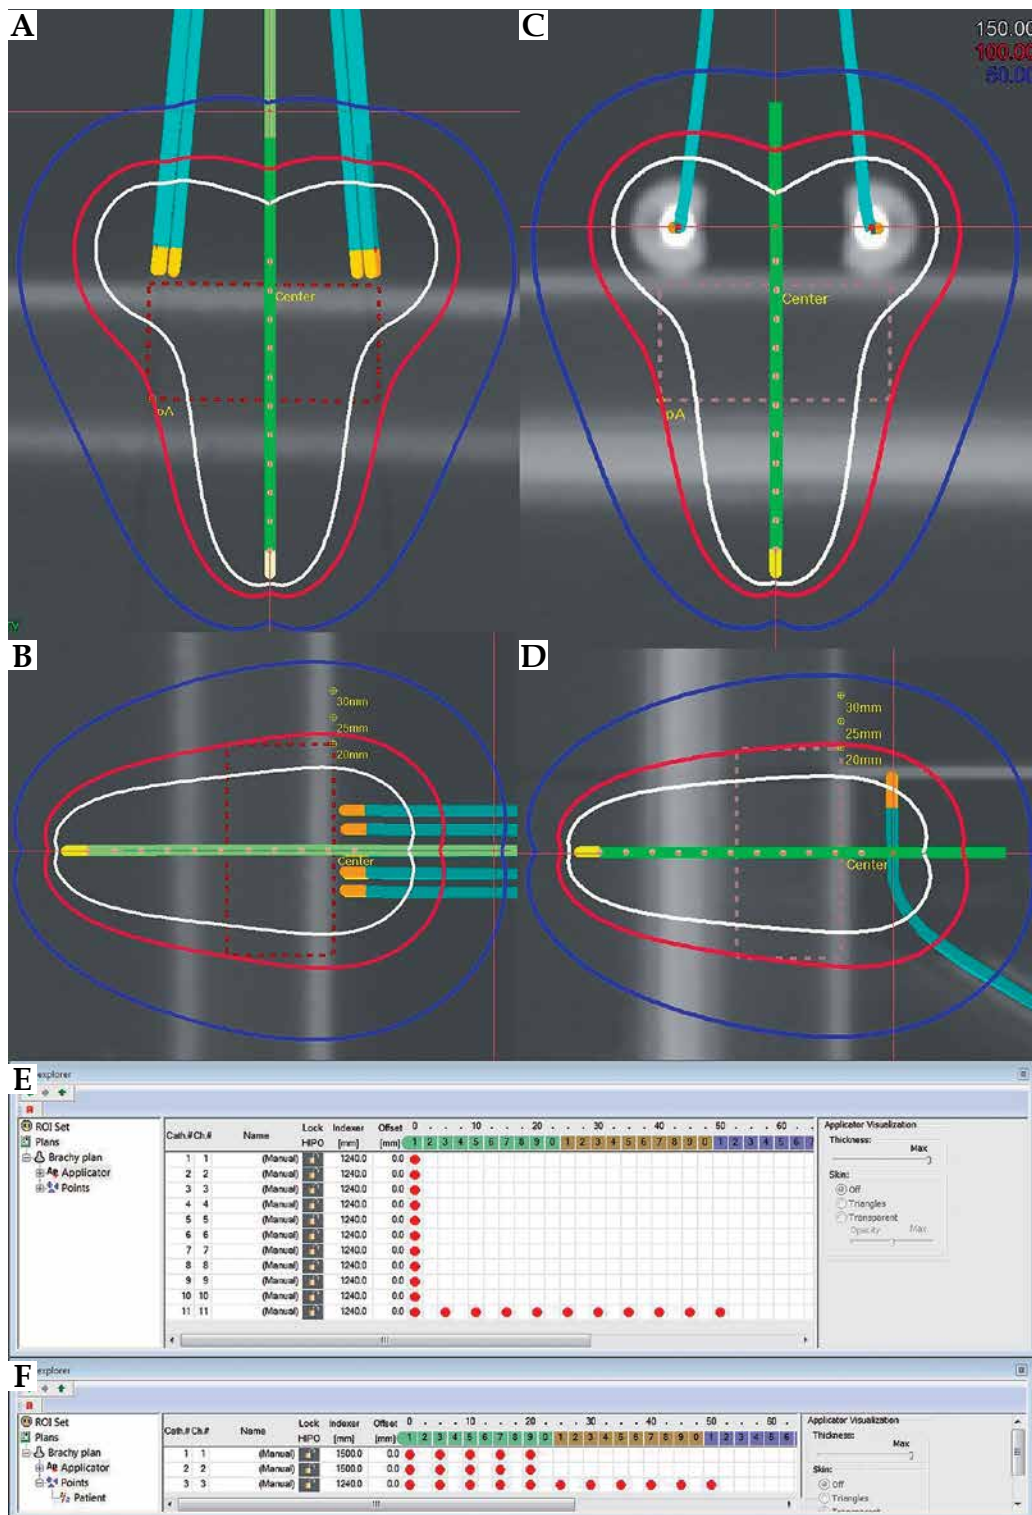 A
C
150.00
100.00
50.00
Center
Center
pA
pA
B
D
30mm
25mm
20mm
Center
30mm
25mm
20mm
Center
E
explorer
ROI Set
Plans
Brachy plan
Applicator
Points
Cath.# Ch.# Name Lock HIPO Indexer [mm] Offset [mm] 0 10 20 30 40 50 60
1 2 3 4 5 6 7 8 9 0 1 2 3 4 5 6 7 8 9 0 1 2 3 4 5 6 7
1 1 (Manual) 1240.0 0.0
2 2 (Manual) 1240.0 0.0
3 3 (Manual) 1240.0 0.0
4 4 (Manual) 1240.0 0.0
5 5 (Manual) 1240.0 0.0
6 6 (Manual) 1240.0 0.0
7 7 (Manual) 1240.0 0.0
8 8 (Manual) 1240.0 0.0
9 9 (Manual) 1240.0 0.0
10 10 (Manual) 1240.0 0.0
11 11 (Manual) 1240.0 0.0
Applicator Visualization
Thickness:
Max
Skin:
Off
Triangles
Transparent
Opacity Max
F
explorer
ROI Set
Plans
Brachy plan
Applicator
Points
Patient
Cath.# Ch.# Name Lock HIPO Indexer [mm] Offset [mm] 0 10 20 30 40 50 60
1 2 3 4 5 6 7 8 9 0 1 2 3 4 5 6 7 8 9 0 1 2 3 4 5 6
1 1 (Manual) 1500.0 0.0
2 2 (Manual) 1500.0 0.0
3 3 (Manual) 1240.0 0.0
Applicator Visualization
Thickness:
Max
Skin:
Off
Triangles